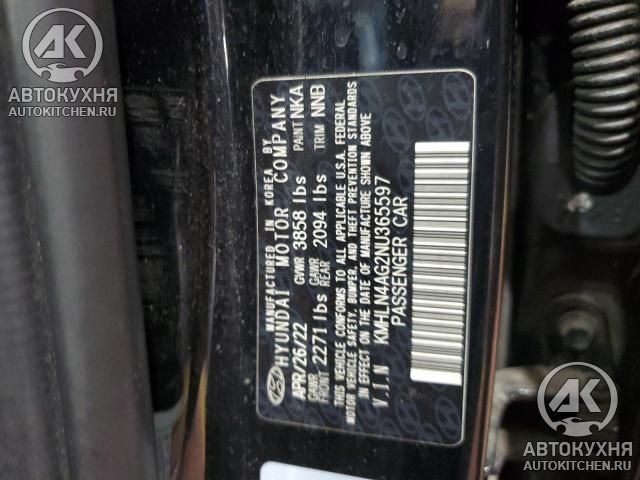 АВТОКУХНЯ
AUTOKITCHEN.RU
MANUFACTURED IN KOREA BY
HYUNDAI MOTOR COMPANY
APR/26/22 GVWR 3858 lbs PAINT NKA
GAWR FRONT 2271 lbs GAWR REAR 2094 lbs TRIM NNB
THIS VEHICLE CONFORMS TO ALL APPLICABLE U.S.A. FEDERAL
MOTOR VEHICLE SAFETY, BUMPER, AND THEFT PREVENTION STANDARDS
IN EFFECT ON THE DATE OF MANUFACTURE SHOWN ABOVE
V.I.N KMHLN4AG2NU365597
PASSENGER CAR
АВТОКУХНЯ
AUTOKITCHEN.RU